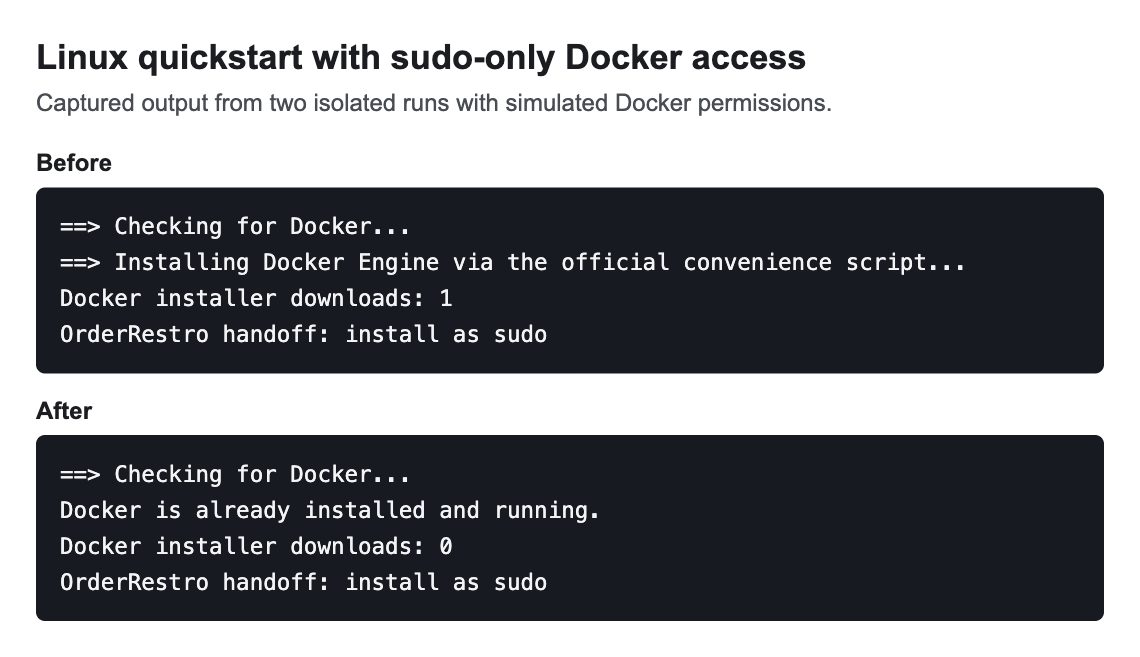 Linux quickstart with sudo-only Docker access
Captured output from two isolated runs with simulated Docker permissions.
Before
==> Checking for Docker...
==> Installing Docker Engine via the official convenience script...
Docker installer downloads: 1
OrderRestro handoff: install as sudo
After
==> Checking for Docker...
Docker is already installed and running.
Docker installer downloads: 0
OrderRestro handoff: install as sudo